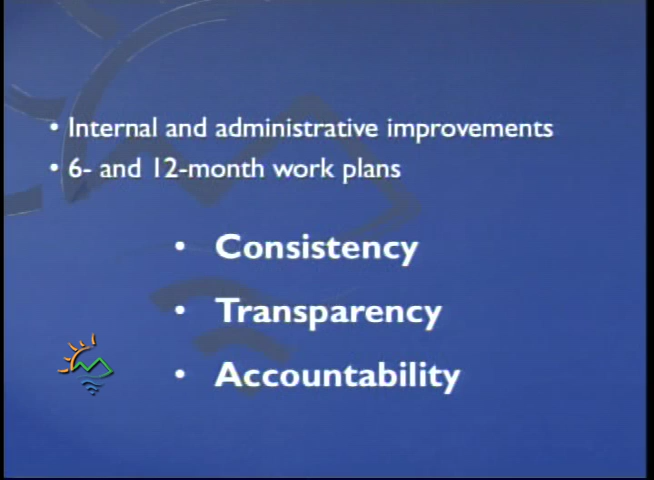 • Internal and administrative improvements
• 6- and 12-month work plans
• Consistency
• Transparency
• Accountability